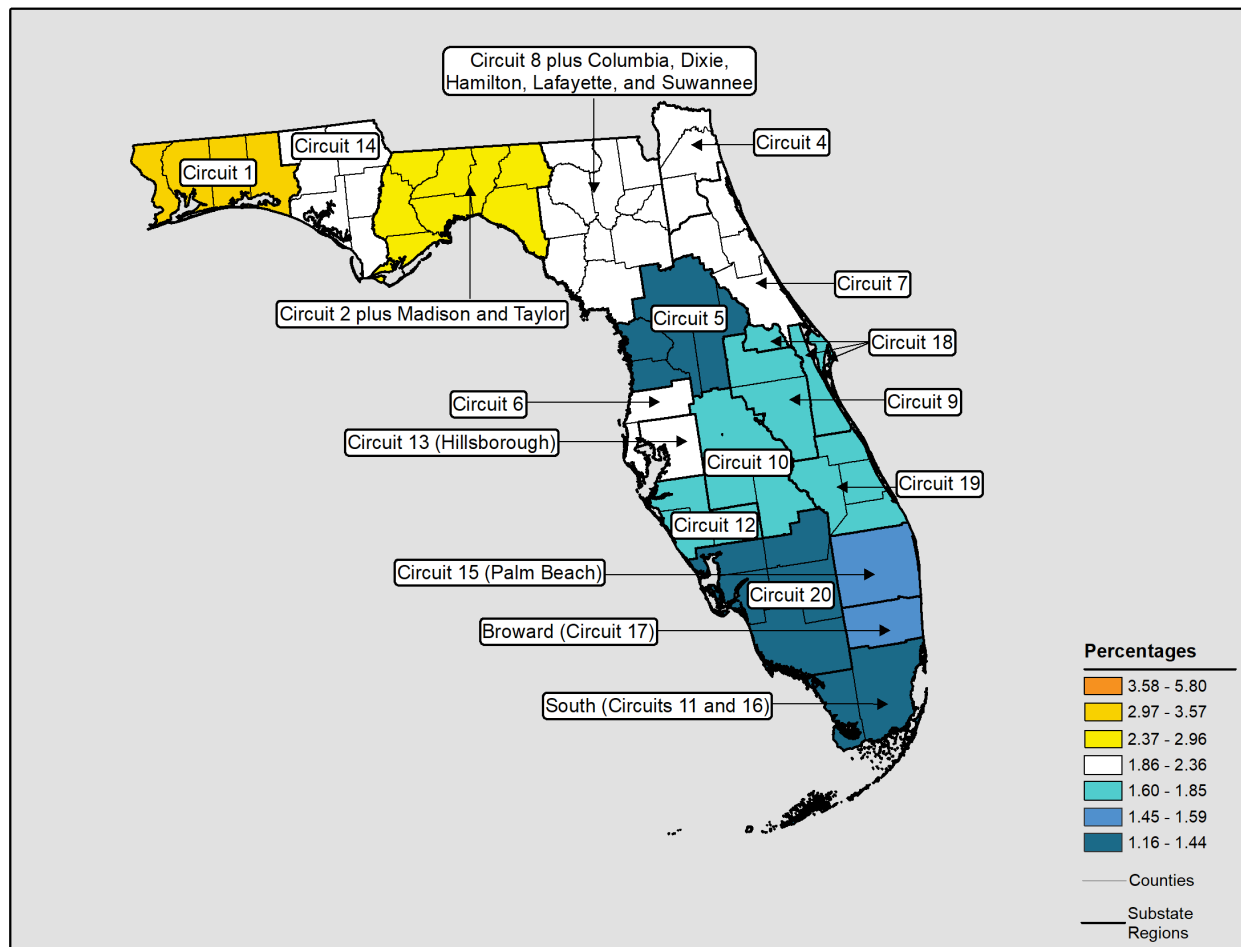 Circuit 8 plus Columbia, Dixie,
Hamilton, Lafayette, and Suwannee
Circuit 4
Circuit 14
Circuit 1
Circuit 7
Circuit 2 plus Madison and Taylor
Circuit 5
Circuit 18
Circuit 6
Circuit 9
Circuit 13 (Hillsborough)
Circuit 10
Circuit 19
Circuit 12
Circuit 15 (Palm Beach)
Circuit 20
Broward (Circuit 17)
South (Circuits 11 and 16)
Percentages
3.58 - 5.80
2.97 - 3.57
2.37 - 2.96
1.86 - 2.36
1.60 - 1.85
1.45 - 1.59
1.16 - 1.44
Counties
Substate
Regions